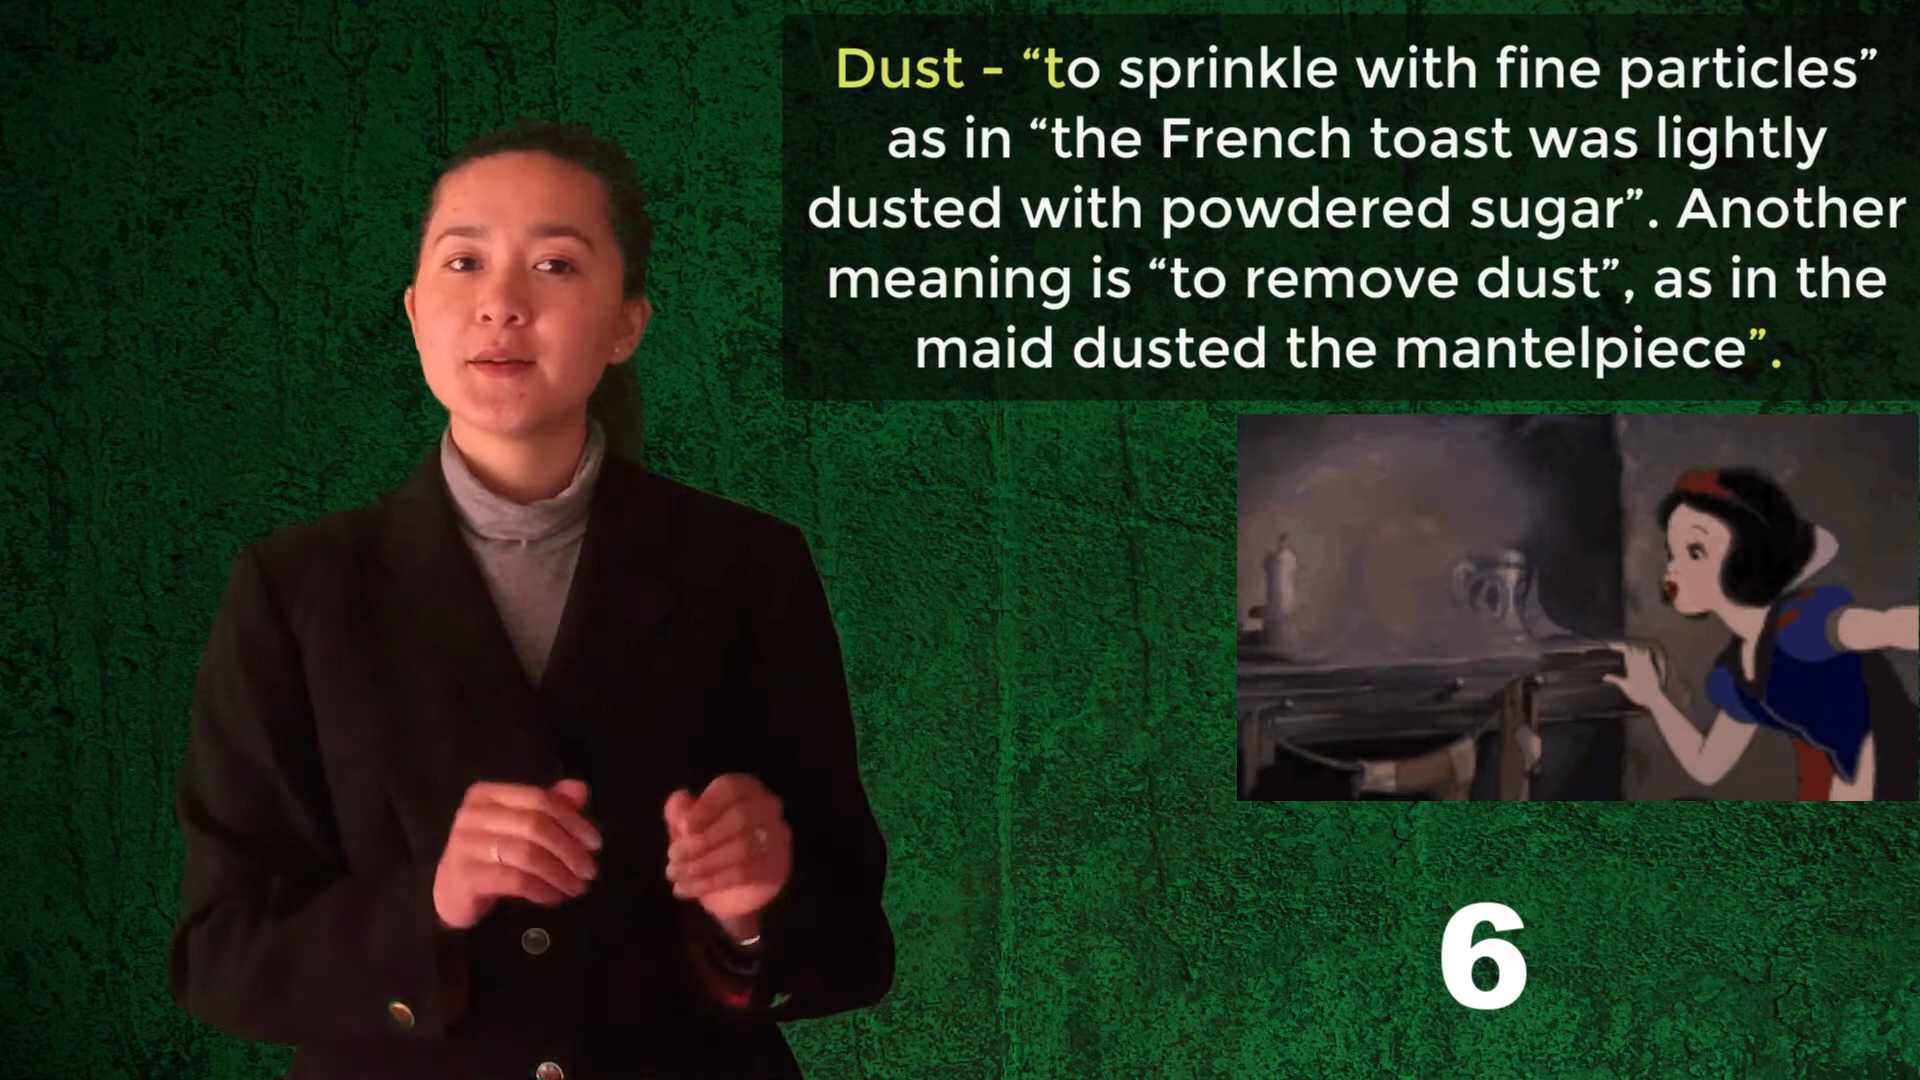 Dust - “to sprinkle with fine particles”
as in “the French toast was lightly
dusted with powdered sugar”. Another
meaning is “to remove dust”, as in the
maid dusted the mantelpiece”.
6